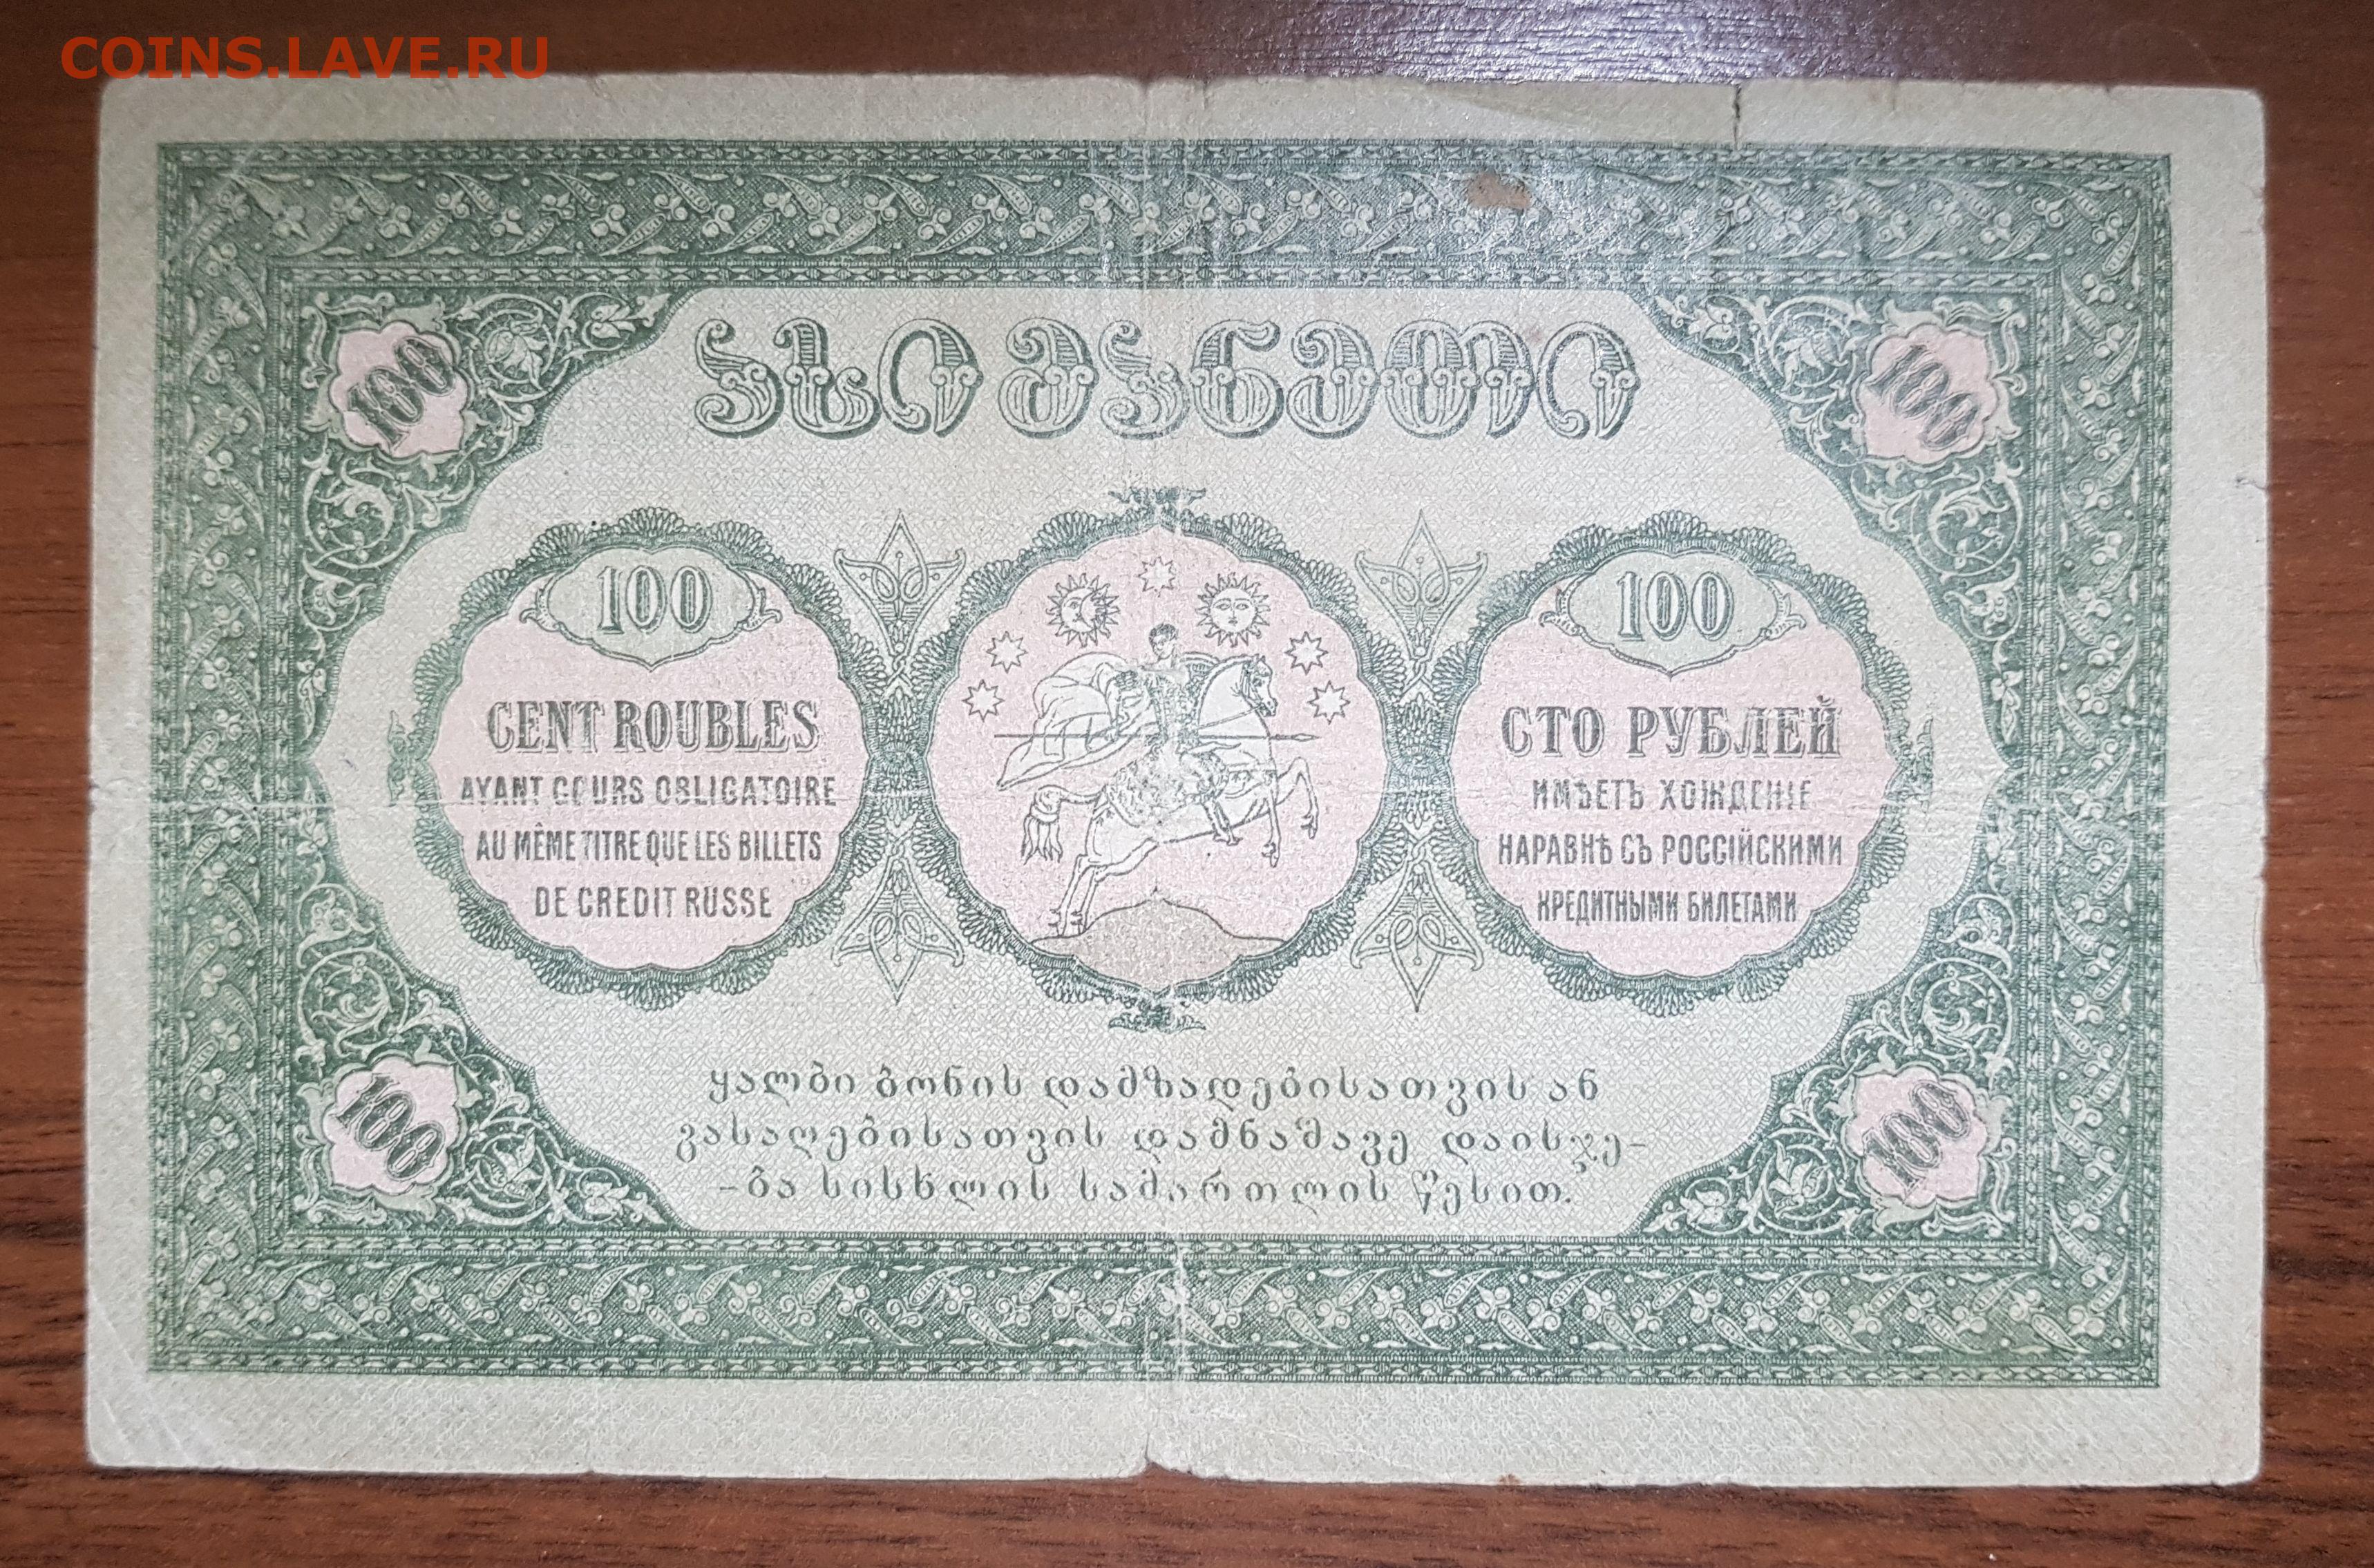 COINS.LAVE.RU
ასი მანეთი
100
100
100
CENT ROUBLES
AYANT COURS OBLIGATOIRE
AU MÊME TITRE QUE LES BILLETS
DE CREDIT RUSSE
100
СТО РУБЛЕЙ
ИМѢЕТЪ ХОЖДЕНІЕ
НАРАВНѢ СЪ РОССІЙСКИМИ
КРЕДИТНЫМИ БИЛЕТАМИ
ყალბი ბონის დამზადებისათვის ან
გასაღებისათვის დამნაშავე დაისჯე-
-ბა სისხლის სამართლის წესით.
100
100